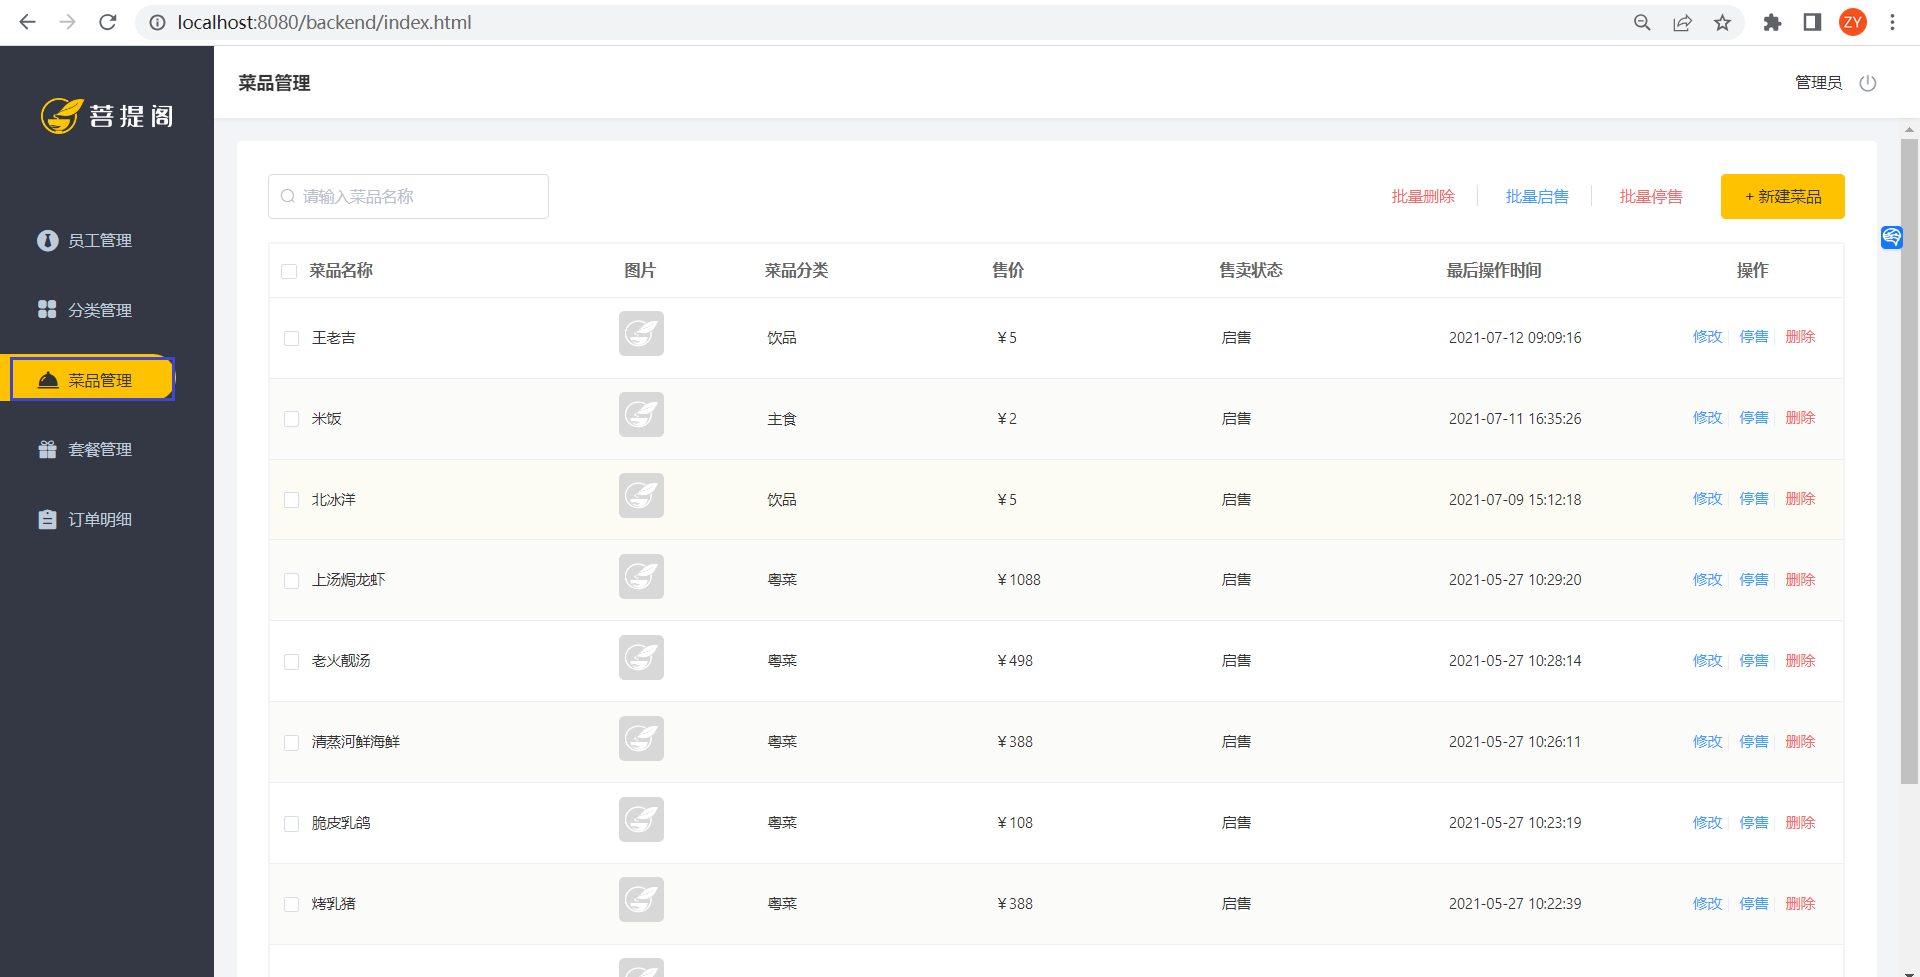 localhost:8080/backend/index.html
ZY
菩提阁
菜品管理
管理员
员工管理
分类管理
菜品管理
套餐管理
订单明细
请输入菜品名称
批量删除 批量启售 批量停售 + 新建菜品
菜品名称 图片 菜品分类 售价 售卖状态 最后操作时间 操作
王老吉 饮品 ￥5 启售 2021-07-12 09:09:16 修改 停售 删除
米饭 主食 ￥2 启售 2021-07-11 16:35:26 修改 停售 删除
北冰洋 饮品 ￥5 启售 2021-07-09 15:12:18 修改 停售 删除
上汤焗龙虾 粤菜 ￥1088 启售 2021-05-27 10:29:20 修改 停售 删除
老火靓汤 粤菜 ￥498 启售 2021-05-27 10:28:14 修改 停售 删除
清蒸河鲜海鲜 粤菜 ￥388 启售 2021-05-27 10:26:11 修改 停售 删除
脆皮乳鸽 粤菜 ￥108 启售 2021-05-27 10:23:19 修改 停售 删除
烤乳猪 粤菜 ￥388 启售 2021-05-27 10:22:39 修改 停售 删除